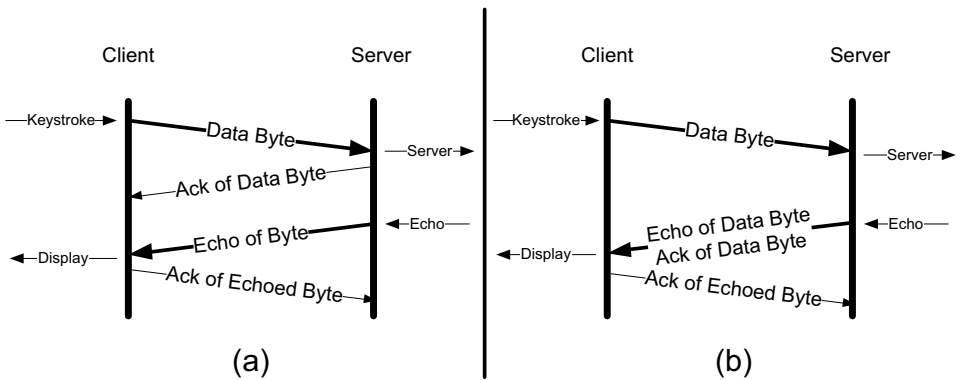 Client
Server
Keystroke
Data Byte
Server
Ack of Data Byte
Echo of Byte
Echo
Display
Ack of Echoed Byte
(a)
Client
Server
Keystroke
Data Byte
Server
Echo of Data Byte
Ack of Data Byte
Echo
Display
Ack of Echoed Byte
(b)